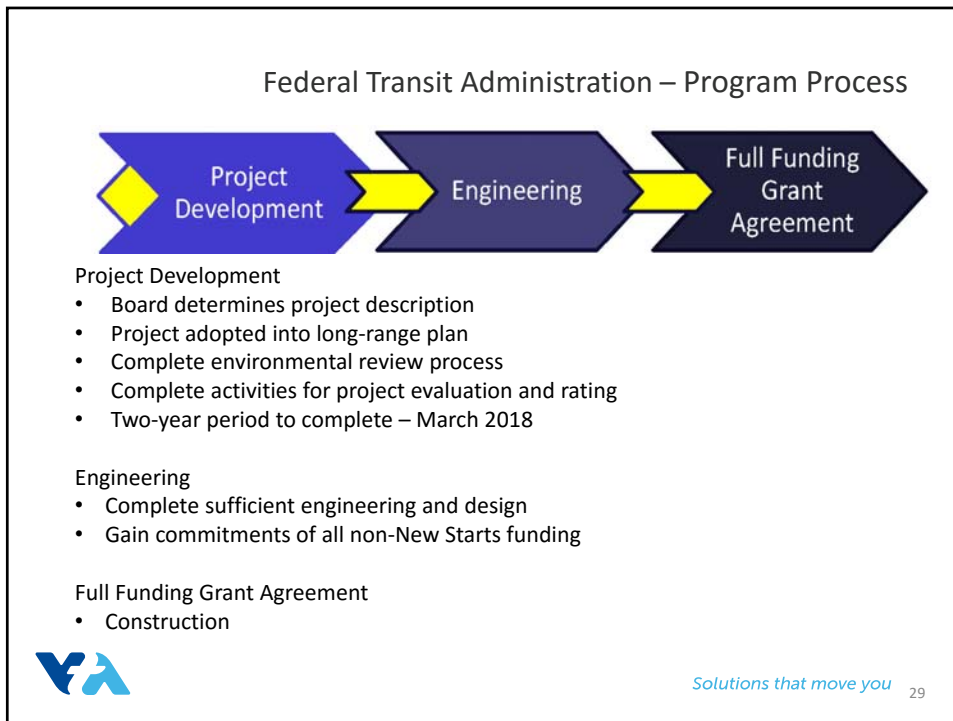 Federal Transit Administration – Program Process
Project
Development
Engineering
Full Funding
Grant
Agreement
Project Development
• Board determines project description
• Project adopted into long-range plan
• Complete environmental review process
• Complete activities for project evaluation and rating
• Two-year period to complete – March 2018
Engineering
• Complete sufficient engineering and design
• Gain commitments of all non-New Starts funding
Full Funding Grant Agreement
• Construction
VTA
Solutions that move you
29